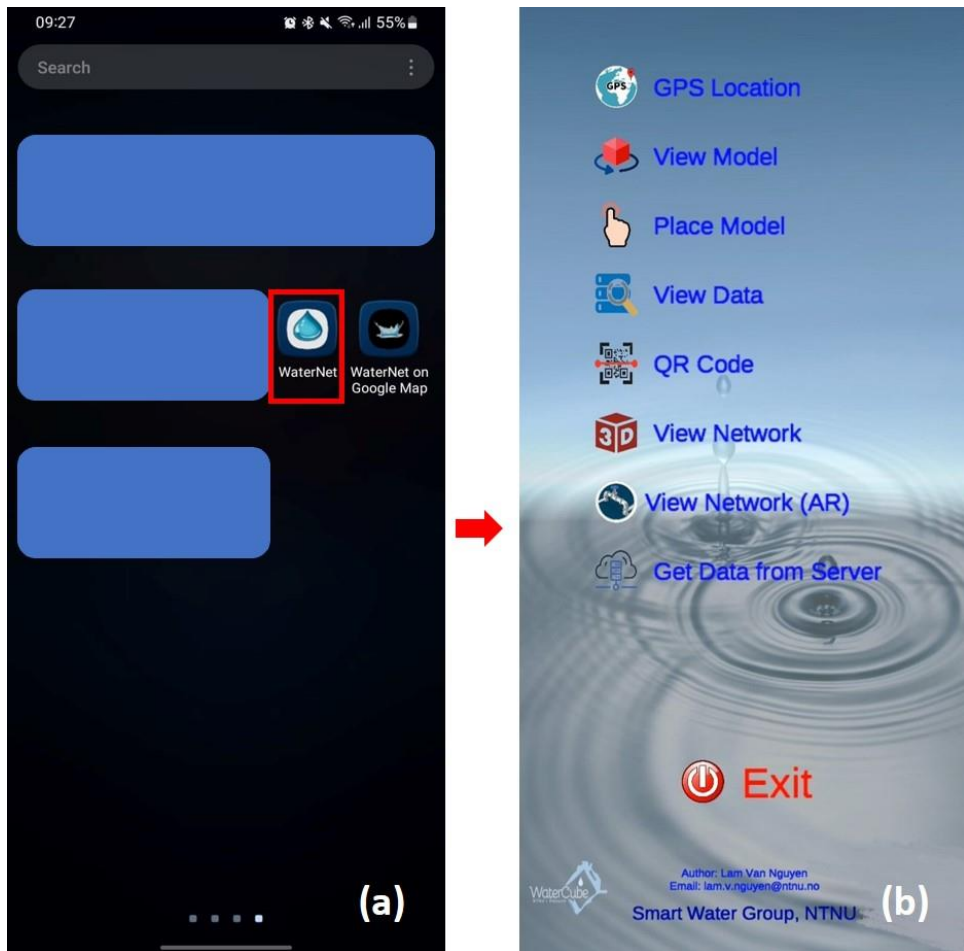 09:27
55%
Search
WaterNet
WaterNet on
Google Map
(a)
GPS
GPS Location
View Model
Place Model
View Data
QR Code
3D
View Network
View Network (AR)
Get Data from Server
Exit
WaterCube
Author: Lam Van Nguyen
Email: lam.v.nguyen@ntnu.no
Smart Water Group, NTNU
(b)